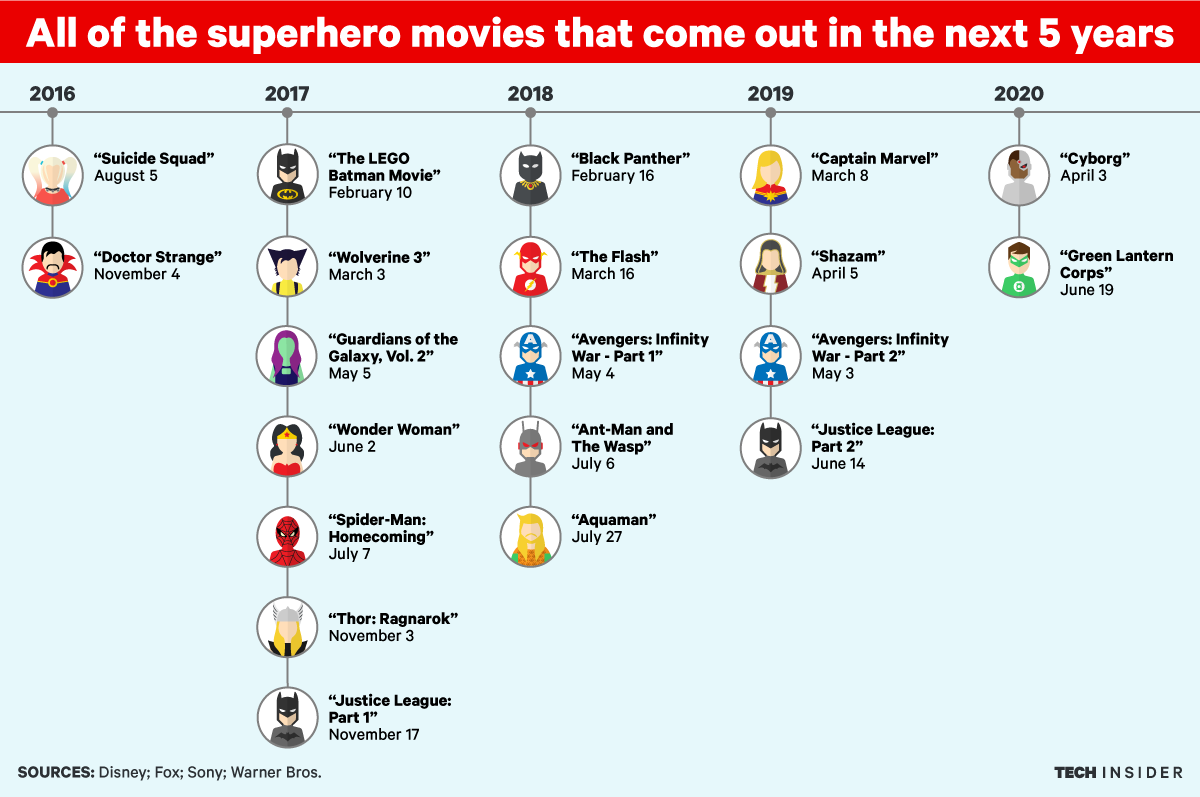 All of the superhero movies that come out in the next 5 years
2016
“Suicide Squad”
August 5
“Doctor Strange”
November 4
2017
“The LEGO
Batman Movie”
February 10
“Wolverine 3”
March 3
“Guardians of the
Galaxy, Vol. 2”
May 5
“Wonder Woman”
June 2
“Spider-Man:
Homecoming”
July 7
“Thor: Ragnarok”
November 3
“Justice League:
Part 1”
November 17
2018
“Black Panther”
February 16
“The Flash”
March 16
“Avengers: Infinity
War - Part 1”
May 4
“Ant-Man and
The Wasp”
July 6
“Aquaman”
July 27
2019
“Captain Marvel”
March 8
“Shazam”
April 5
“Avengers: Infinity
War - Part 2”
May 3
“Justice League:
Part 2”
June 14
2020
“Cyborg”
April 3
“Green Lantern
Corps”
June 19
SOURCES: Disney; Fox; Sony; Warner Bros.
TECH INSIDER